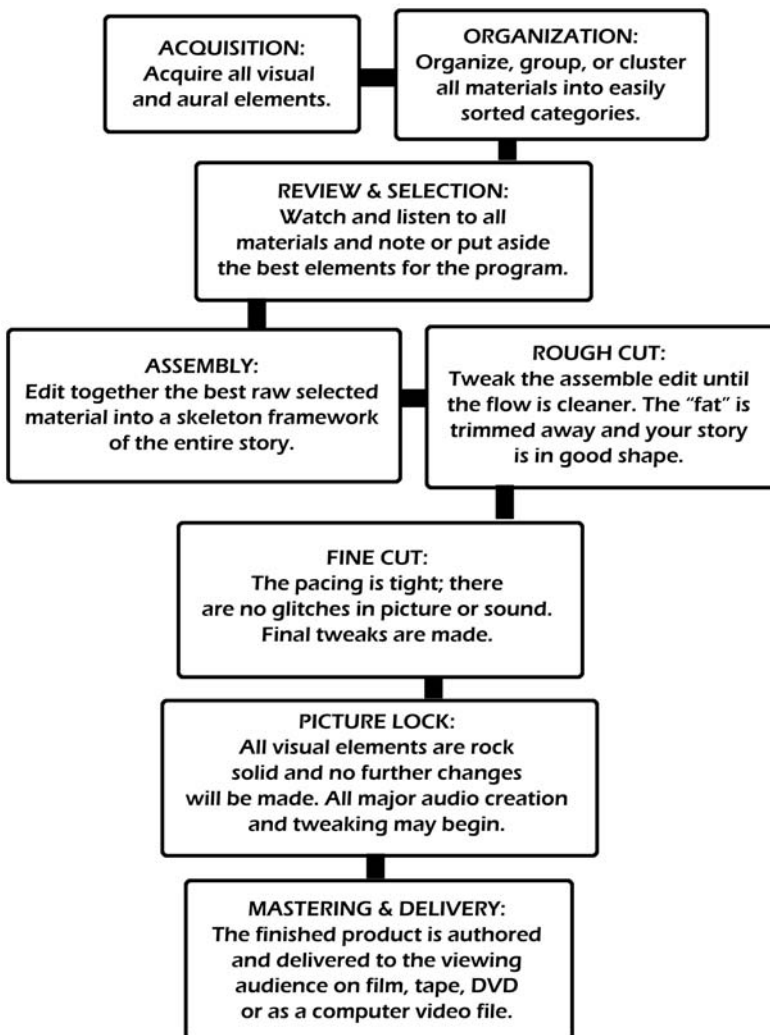 ACQUISITION:
Acquire all visual
and aural elements.
ORGANIZATION:
Organize, group, or cluster
all materials into easily
sorted categories.
REVIEW & SELECTION:
Watch and listen to all
materials and note or put aside
the best elements for the program.
ASSEMBLY:
Edit together the best raw selected
material into a skeleton framework
of the entire story.
ROUGH CUT:
Tweak the assemble edit until
the flow is cleaner. The “fat” is
trimmed away and your story
is in good shape.
FINE CUT:
The pacing is tight; there
are no glitches in picture or sound.
Final tweaks are made.
PICTURE LOCK:
All visual elements are rock
solid and no further changes
will be made. All major audio creation
and tweaking may begin.
MASTERING & DELIVERY:
The finished product is authored
and delivered to the viewing
audience on film, tape, DVD
or as a computer video file.